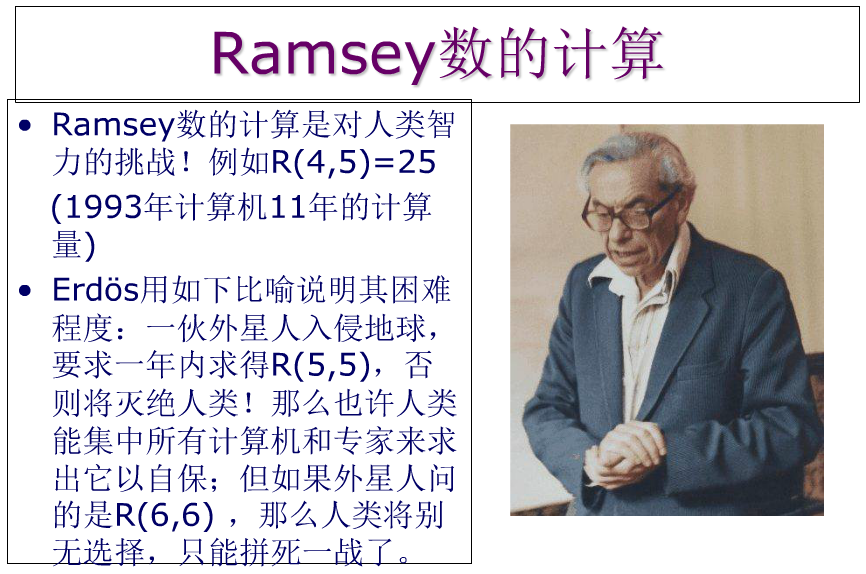 Ramsey数的计算
• Ramsey数的计算是对人类智
力的挑战！例如R(4,5)=25
(1993年计算机11年的计算
量)
• Erdös用如下比喻说明其困难
程度：一伙外星人入侵地球，
要求一年内求得R(5,5)，否
则将灭绝人类！那么也许人类
能集中所有计算机和专家来求
出它以自保；但如果外星人问
的是R(6,6) ，那么人类将别
无选择，只能拼死一战了。